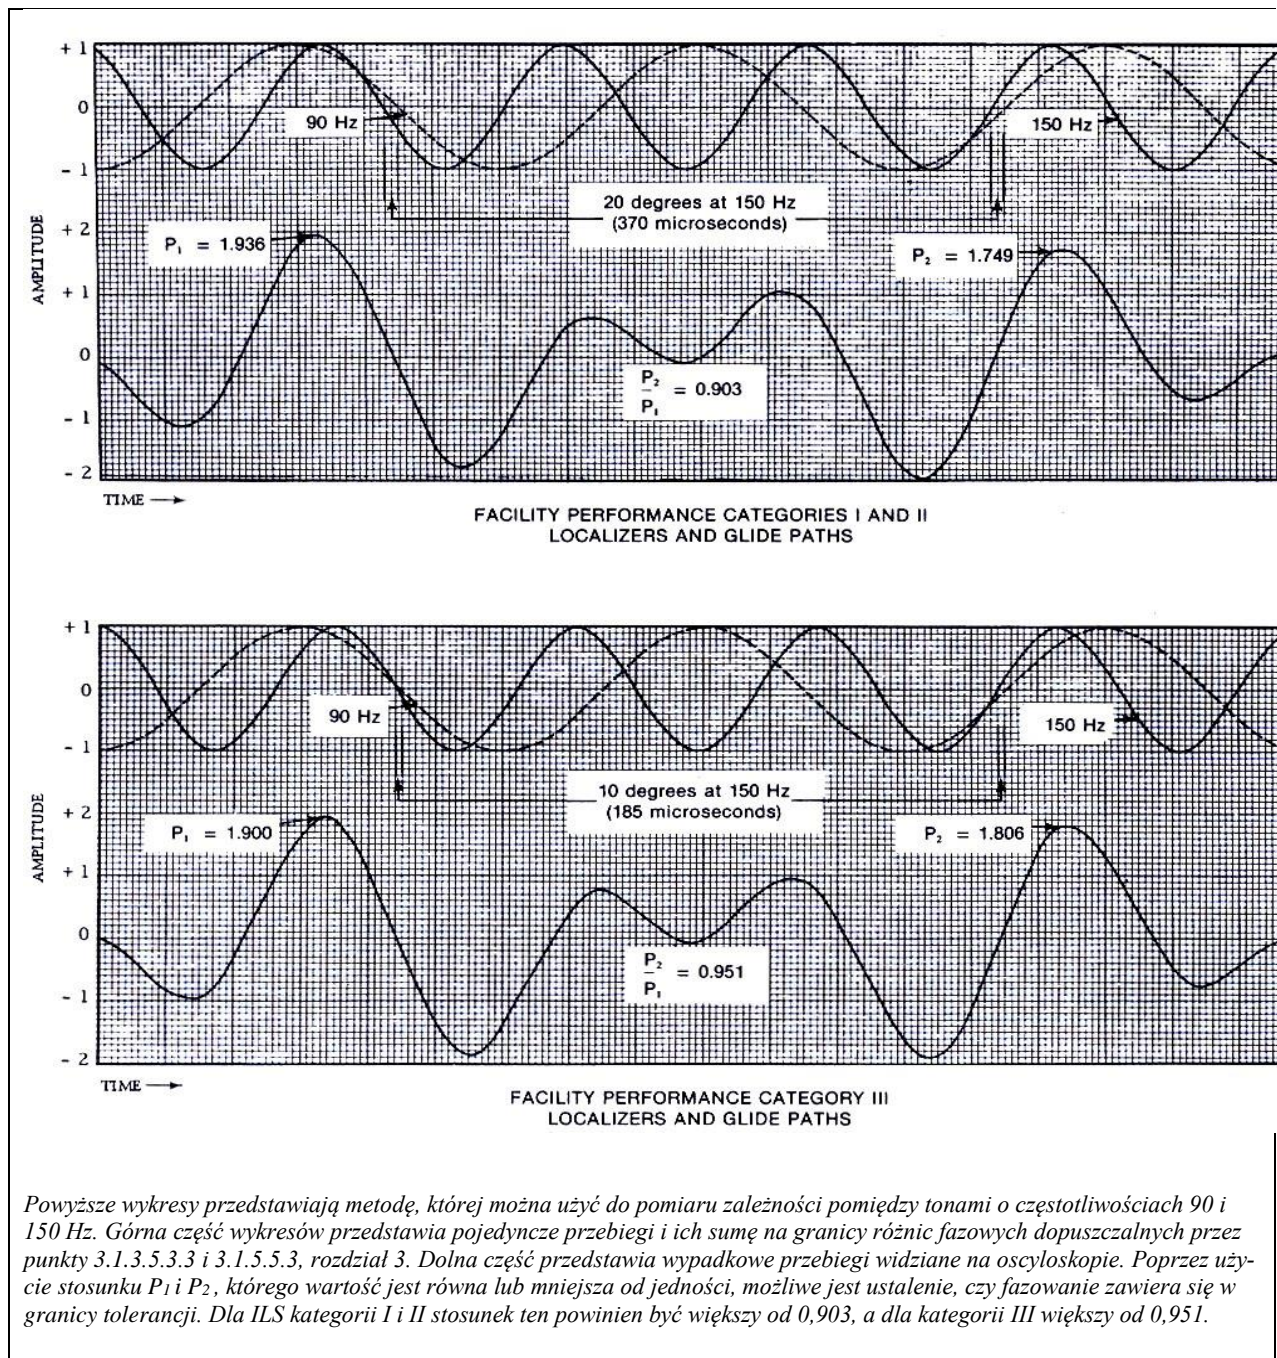 + 1
0
- 1
90 Hz
150 Hz
20 degrees at 150 Hz
(370 microseconds)
AMPLITUDE
+ 2
+ 1
0
- 1
- 2
P₁ = 1.936
P₂ = 1.749
P₂
P₁
= 0.903
TIME
FACILITY PERFORMANCE CATEGORIES I AND II
LOCALIZERS AND GLIDE PATHS
+ 1
0
- 1
90 Hz
150 Hz
10 degrees at 150 Hz
(185 microseconds)
AMPLITUDE
+ 2
+ 1
0
- 1
- 2
P₁ = 1.900
P₂ = 1.806
P₂
P₁
= 0.951
TIME
FACILITY PERFORMANCE CATEGORY III
LOCALIZERS AND GLIDE PATHS
Powyższe wykresy przedstawiają metodę, której można użyć do pomiaru zależności pomiędzy tonami o częstotliwościach 90 i
150 Hz. Górna część wykresów przedstawia pojedyncze przebiegi i ich sumę na granicy różnic fazowych dopuszczalnych przez
punkty 3.1.3.5.3.3 i 3.1.5.5.3, rozdział 3. Dolna część przedstawia wypadkowe przebiegi widziane na oscyloskopie. Poprzez uży-
cie stosunku P₁ i P₂ , którego wartość jest równa lub mniejsza od jedności, możliwe jest ustalenie, czy fazowanie zawiera się w
granicy tolerancji. Dla ILS kategorii I i II stosunek ten powinien być większy od 0,903, a dla kategorii III większy od 0,951.